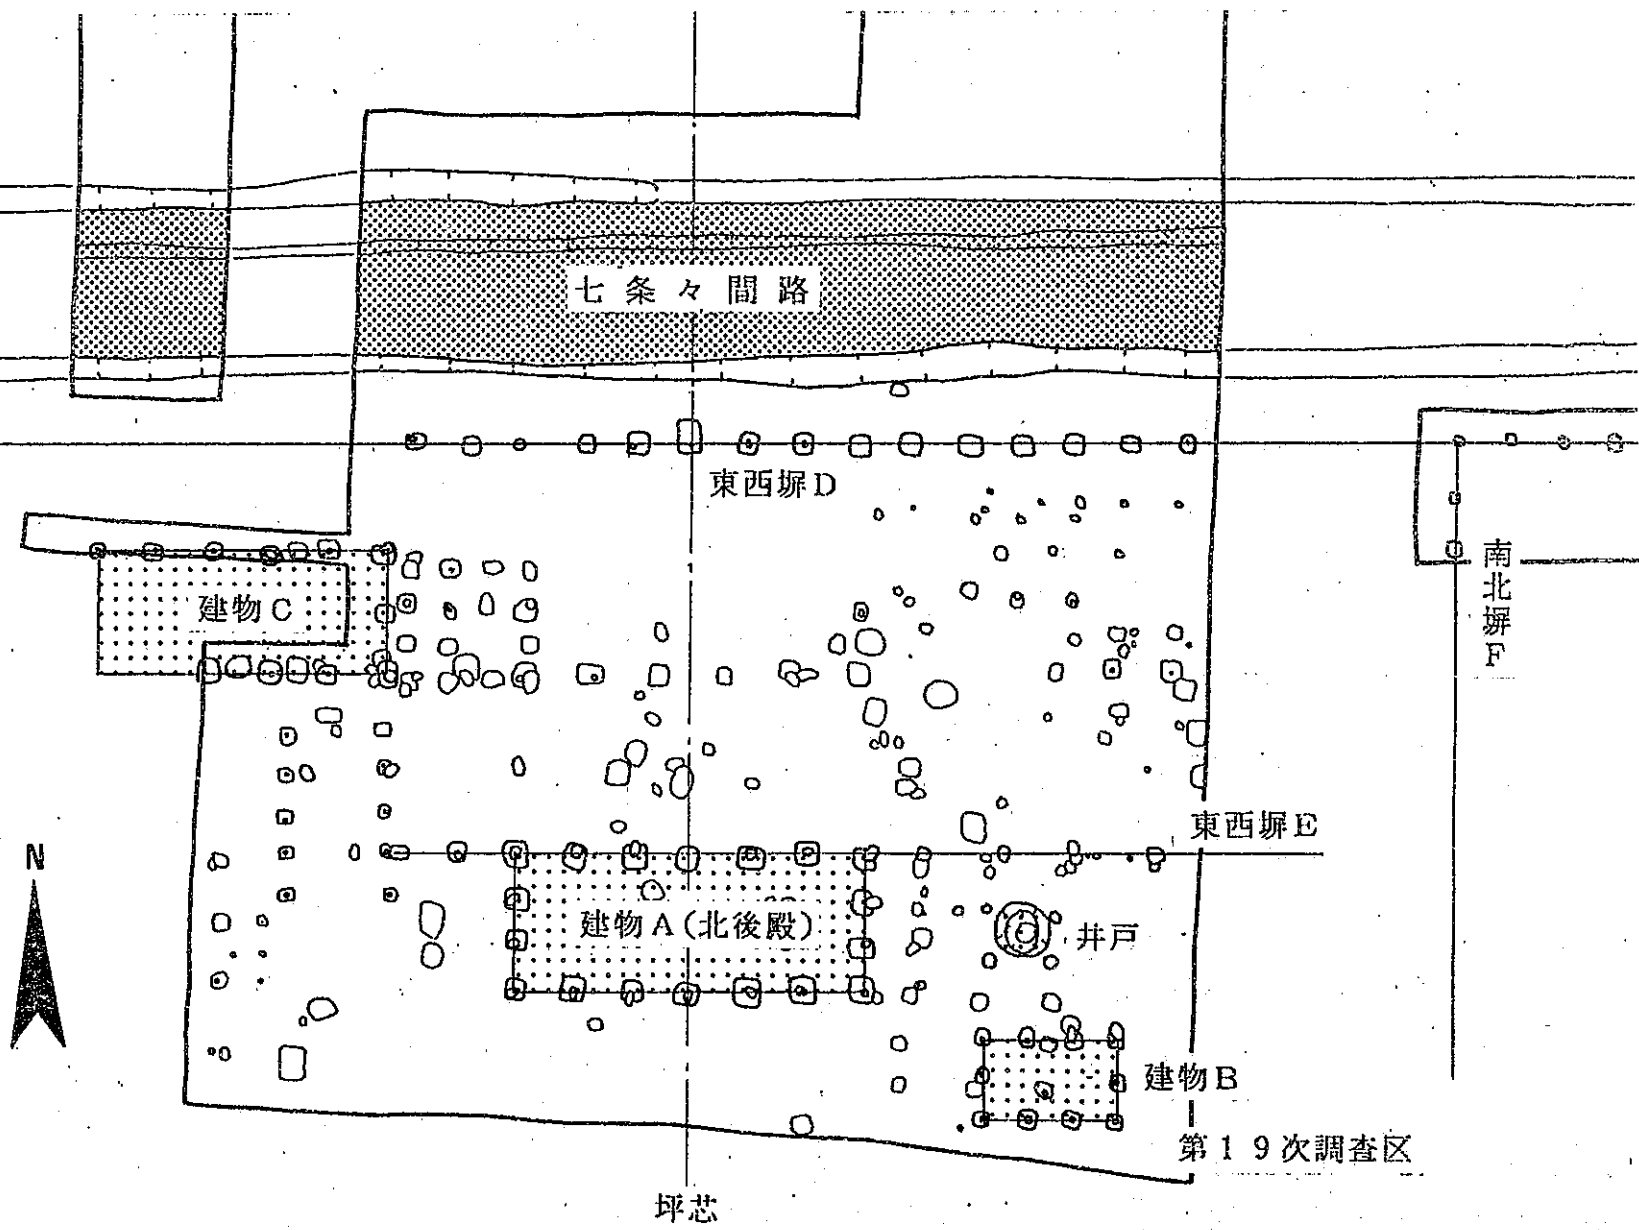 七条々間路
東西塀D
南北塀F
建物C
東西塀E
N
建物A(北後殿)
井戸
建物B
第19次調査区
坪芯